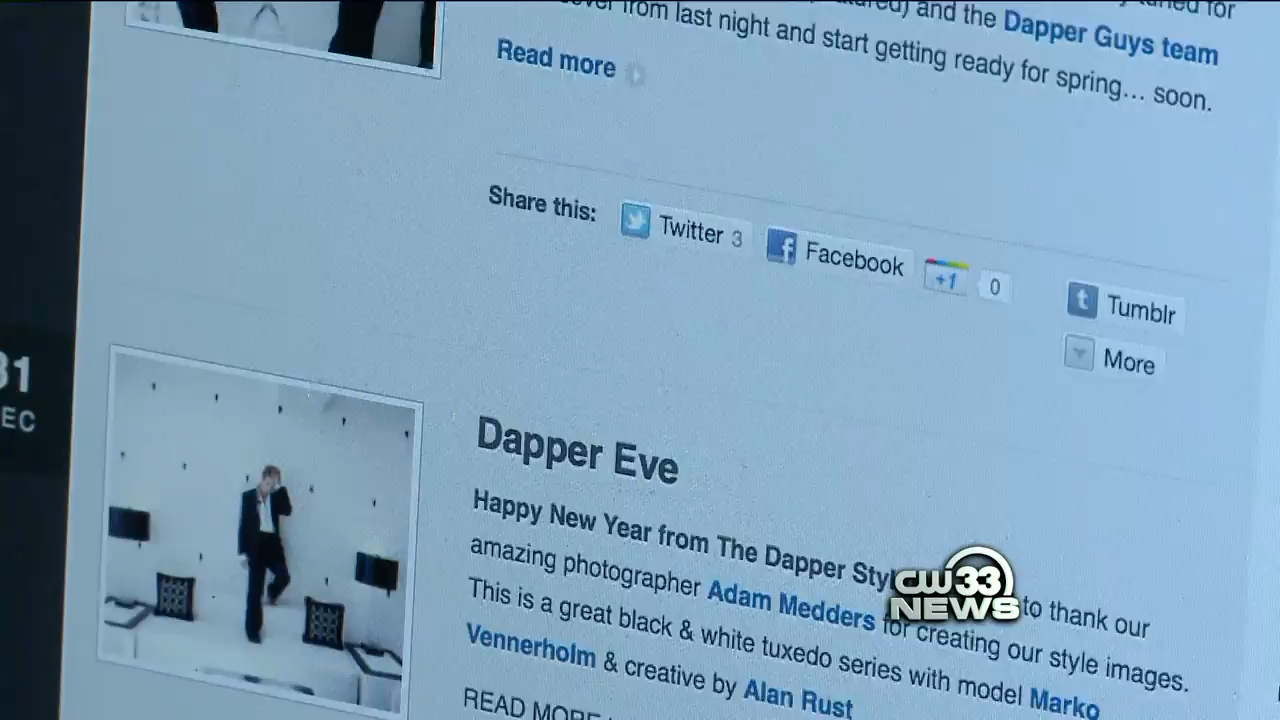 and the Dapper Guys team
from last night and start getting ready for spring… soon.
Read more
Share this:
Twitter 3
Facebook
+1
0
Tumblr
More
31
EC
Dapper Eve
Happy New Year from The Dapper Styl
to thank our
amazing photographer Adam Medders for creating our style images.
This is a great black & white tuxedo series with model Marko
Vennerholm & creative by Alan Rust
READ MORE
CW33
NEWS